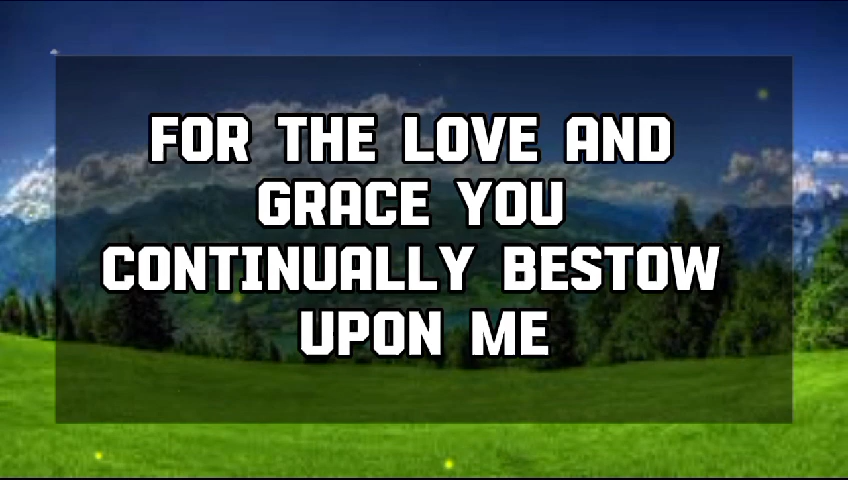 FOR THE LOVE AND
GRACE YOU
CONTINUALLY BESTOW
UPON ME